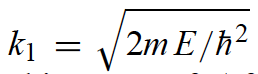 k₁ = √(2mE/ħ²)